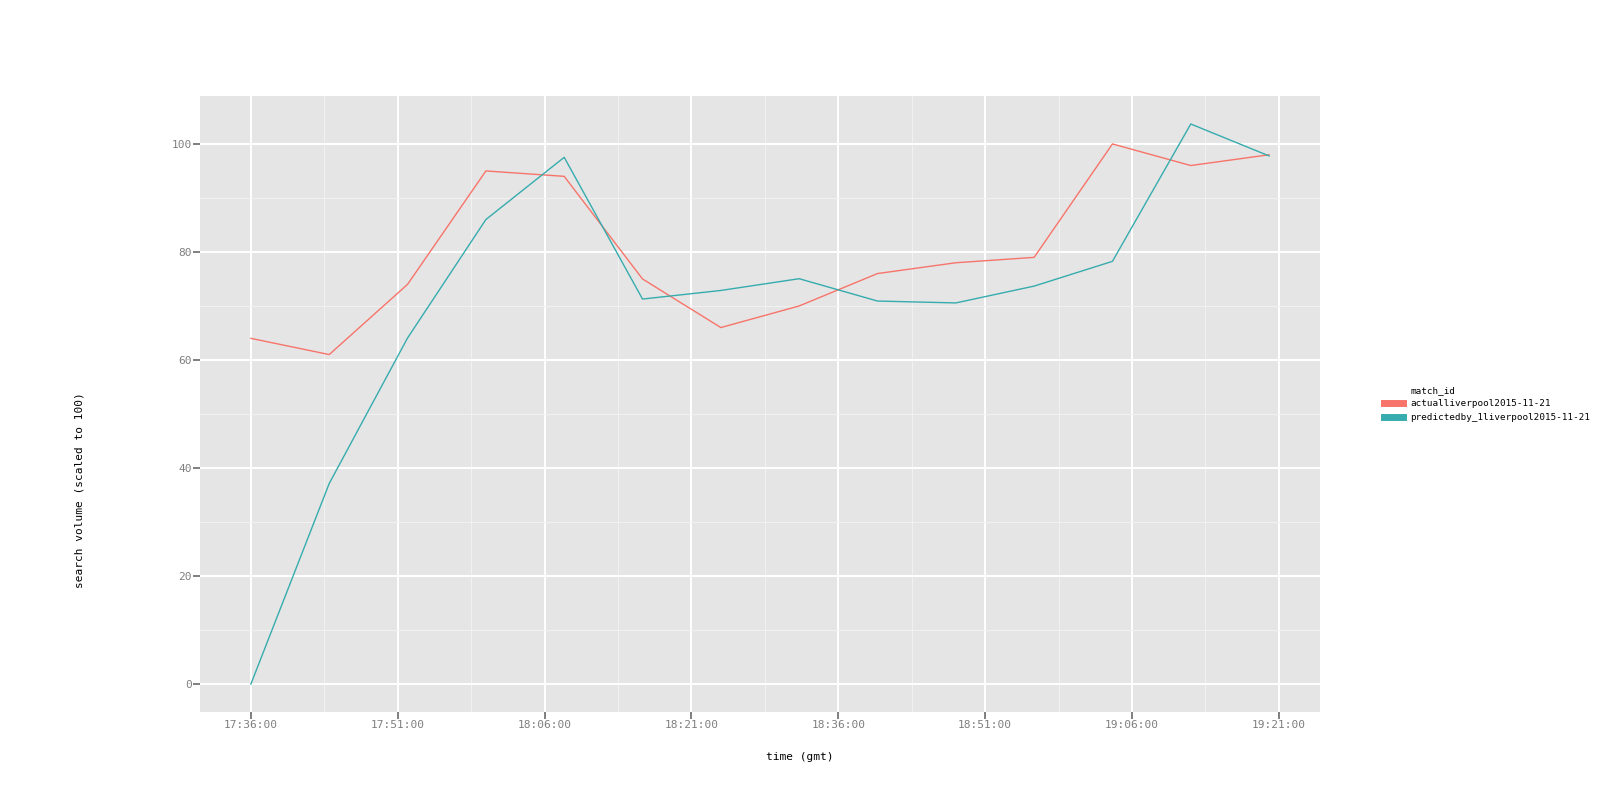 100
80
60
40
20
0
search volume (scaled to 100)
17:36:00 17:51:00 18:06:00 18:21:00 18:36:00 18:51:00 19:06:00 19:21:00
time (gmt)
match_id
actualliverpool2015-11-21
predictedby_1liverpool2015-11-21